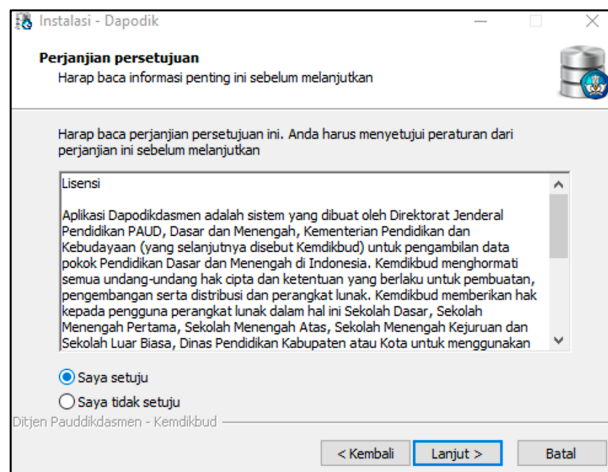 Instalasi - Dapodik
Perjanjian persetujuan
Harap baca informasi penting ini sebelum melanjutkan
Harap baca perjanjian persetujuan ini. Anda harus menyetujui peraturan dari
perjanjian ini sebelum melanjutkan
Lisensi
Aplikasi Dapodikdasmen adalah sistem yang dibuat oleh Direktorat Jenderal
Pendidikan PAUD, Dasar dan Menengah, Kementerian Pendidikan dan
Kebudayaan (yang selanjutnya disebut Kemdikbud) untuk pengambilan data
pokok Pendidikan Dasar dan Menengah di Indonesia. Kemdikbud menghormati
semua undang-undang hak cipta dan ketentuan yang berlaku untuk pembuatan,
pengembangan serta distribusi dan perangkat lunak. Kemdikbud memberikan hak
kepada pengguna perangkat lunak dalam hal ini Sekolah Dasar, Sekolah
Menengah Pertama, Sekolah Menengah Atas, Sekolah Menengah Kejuruan dan
Sekolah Luar Biasa, Dinas Pendidikan Kabupaten atau Kota untuk menggunakan
Saya setuju
Saya tidak setuju
Ditjen Pauddikdasmen - Kemdikbud
< Kembali
Lanjut >
Batal